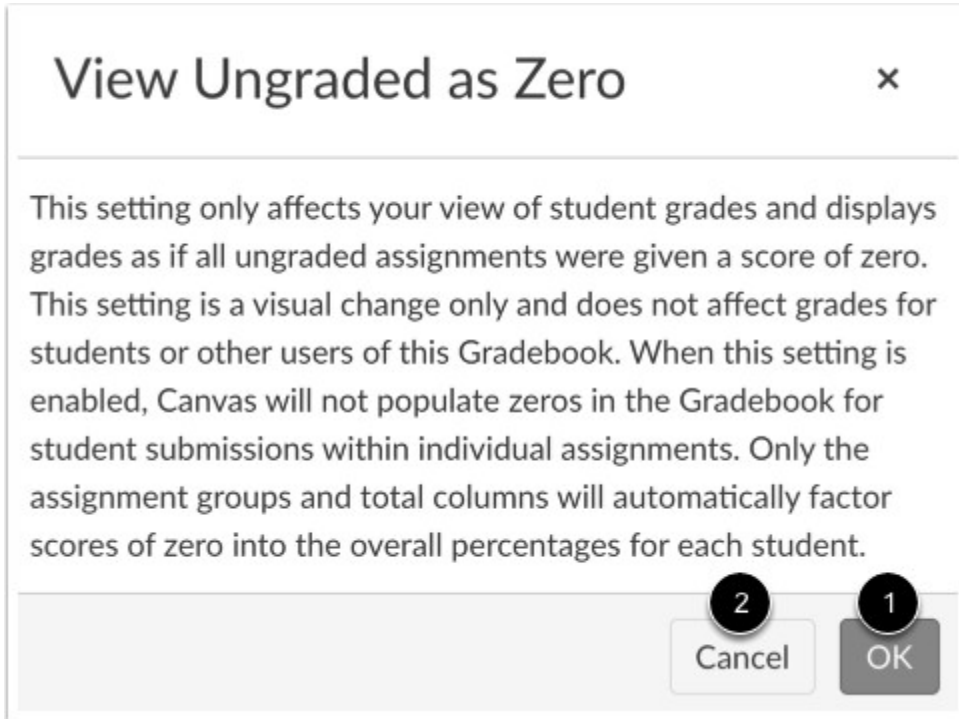 View Ungraded as Zero ×
This setting only affects your view of student grades and displays
grades as if all ungraded assignments were given a score of zero.
This setting is a visual change only and does not affect grades for
students or other users of this Gradebook. When this setting is
enabled, Canvas will not populate zeros in the Gradebook for
student submissions within individual assignments. Only the
assignment groups and total columns will automatically factor
scores of zero into the overall percentages for each student.
2 1
Cancel OK